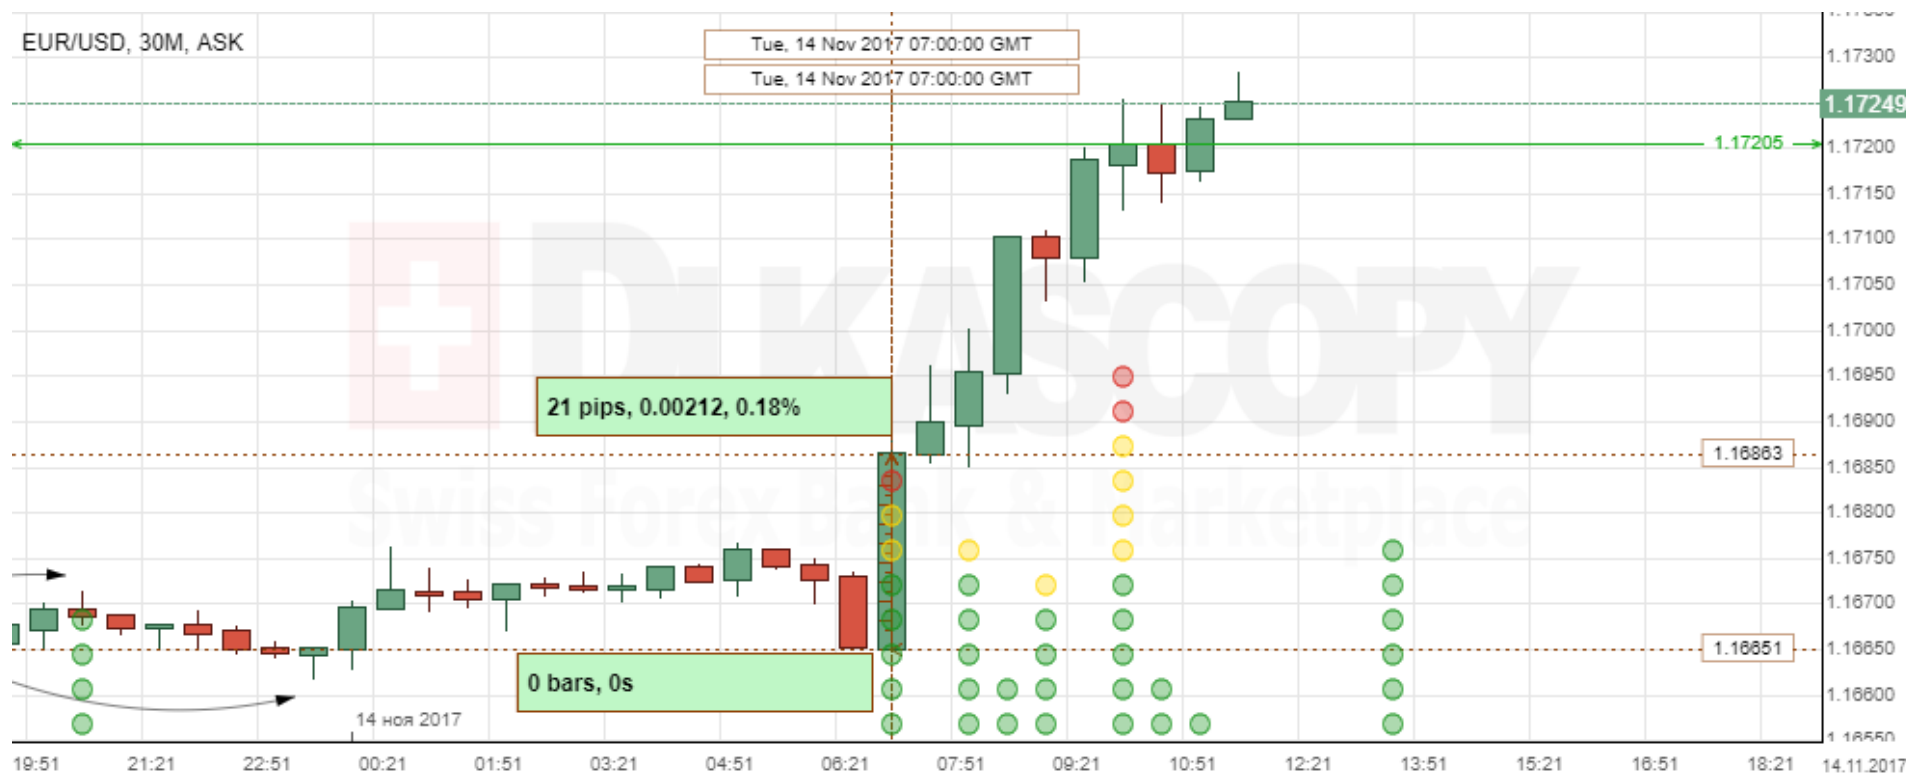 1.17300
EUR/USD, 30M, ASK
Tue, 14 Nov 2017 07:00:00 GMT
Tue, 14 Nov 2017 07:00:00 GMT
1.17249
1.17205
1.17200
1.17150
1.17100
1.17050
1.17000
DUKASCOPY
1.16950
21 pips, 0.00212, 0.18%
1.16900
1.16863
1.16850
Swiss Forex Bank & Marketplace
1.16800
1.16750
1.16700
1.16651
1.16650
0 bars, 0s
1.16600
14 ноя 2017
1.16550
19:51 21:21 22:51 00:21 01:51 03:21 04:51 06:21 07:51 09:21 10:51 12:21 13:51 15:21 16:51 18:21 14.11.2017